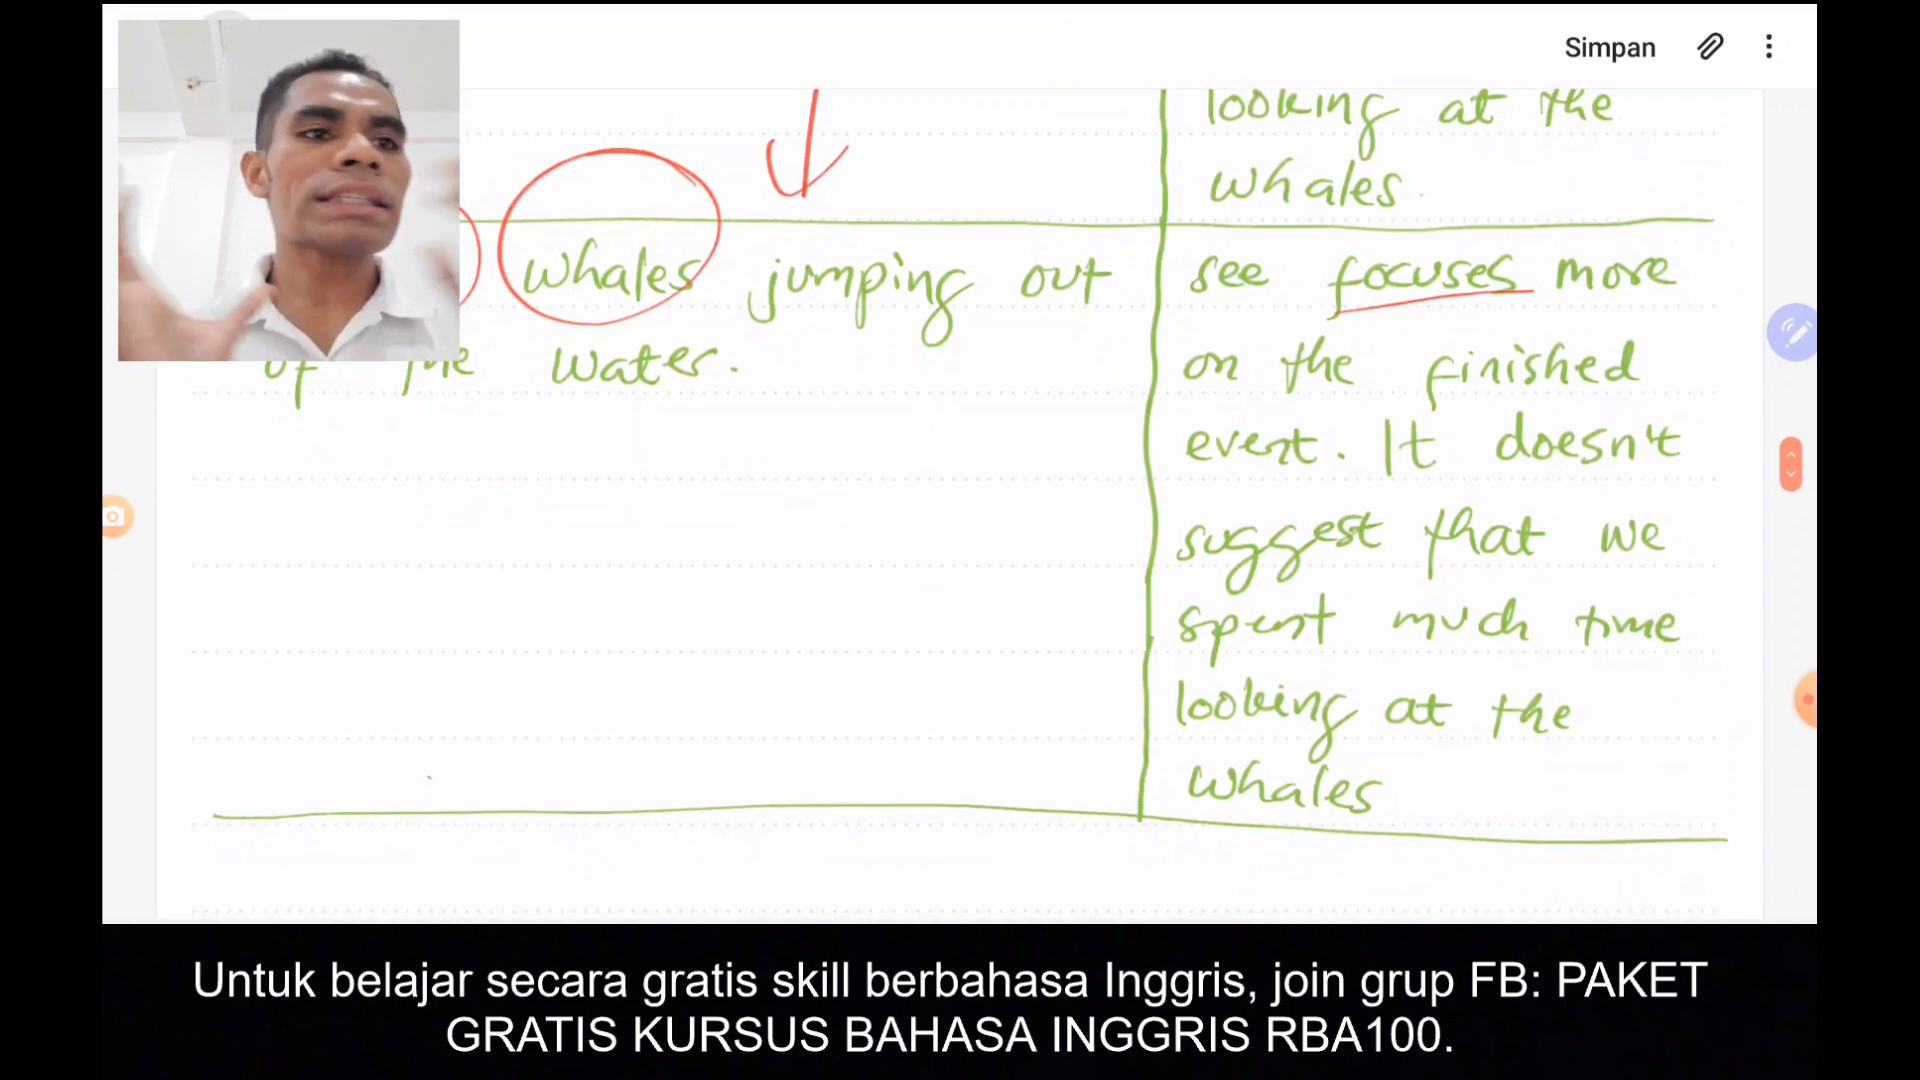 Simpan
looking at the
whales.
whales jumping out
of the water.
see focuses more
on the finished
event. It doesn't
suggest that we
spent much time
looking at the
whales
Untuk belajar secara gratis skill berbahasa Inggris, join grup FB: PAKET
GRATIS KURSUS BAHASA INGGRIS RBA100.